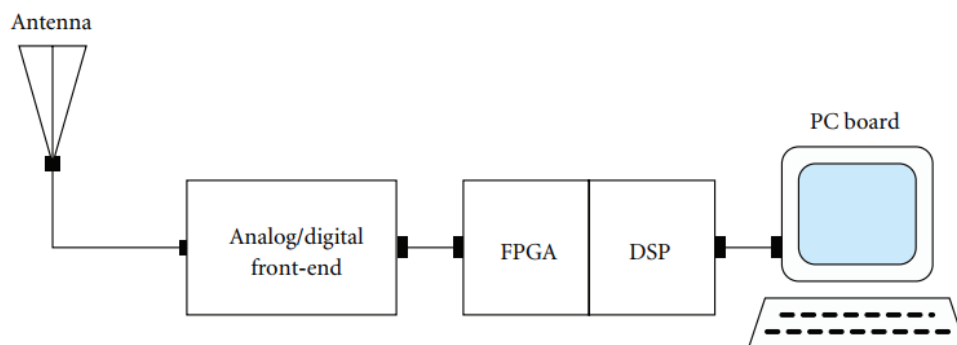 Antenna
PC board
Analog/digital
front-end
FPGA
DSP